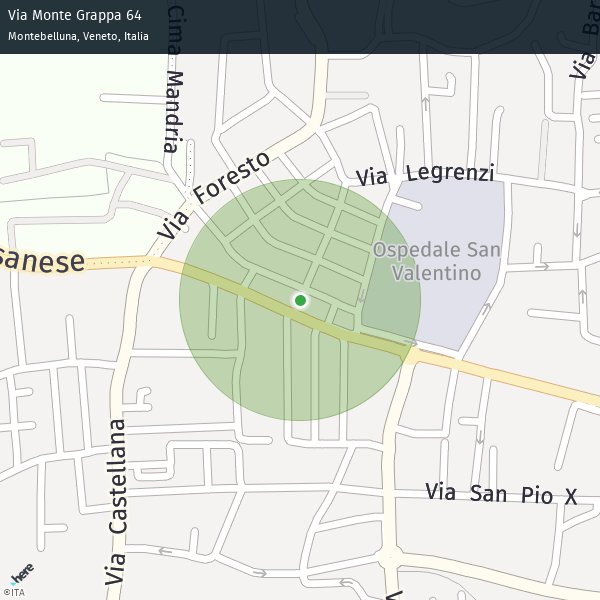 Via Monte Grappa 64
Montebelluna, Veneto, Italia
Cima Mandria
Via Bar
Via Foresto
Via Legrenzi
sanese
Ospedale San
Valentino
Via Castellana
Via San Pio X
V
here
©ITA